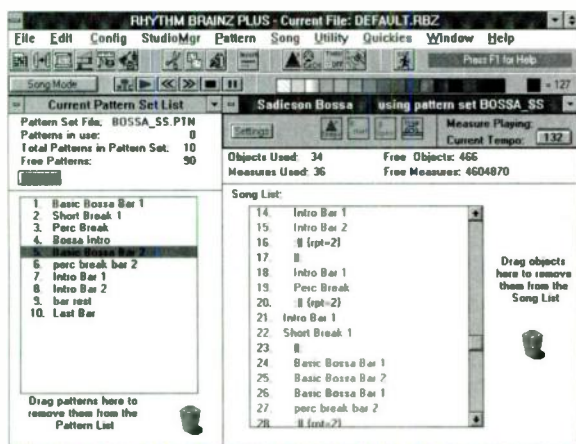 RHYTHM BRAINZ PLUS - Current File: DEFAULT.RBZ
File Edit Config StudioMgr Pattern Song Utility Quickies Window Help
Press F1 for Help
Song Mode
= 127
Current Pattern Set List
Pattern Set File: BOSSA_SS.PTN
Patterns in use: 0
Total Patterns in Pattern Set: 10
Free Patterns: 90
1. Basic Bossa Bar 1
2. Short Break 1
3. Perc Break
4. Bossa Intro
5. Basic Bossa Bar 2
6. perc break bar 2
7. Intro Bar 1
8. Intro Bar 2
9. bar rest
10. Last Bar
Drag patterns here to
remove them from the
Pattern List
Sadicson Bossa using pattern set BOSSA_SS
Settings
Measure Playing:
Current Tempo: 132
Objects Used: 34 Free Objects: 466
Measures Used: 36 Free Measures: 4604870
Song List:
14. Intro Bar 1
15. Intro Bar 2
16. :|| {rpt=2}
17. ||:
18. Intro Bar 1
19. Perc Break
20. :|| {rpt=2}
21. Intro Bar 1
22. Short Break 1
23. ||:
24. Basic Bossa Bar 1
25. Basic Bossa Bar 2
26. Basic Bossa Bar 1
27. perc break bar 2
28. :|| {rpt=2}
Drag objects
here to remove
them from the
Song List